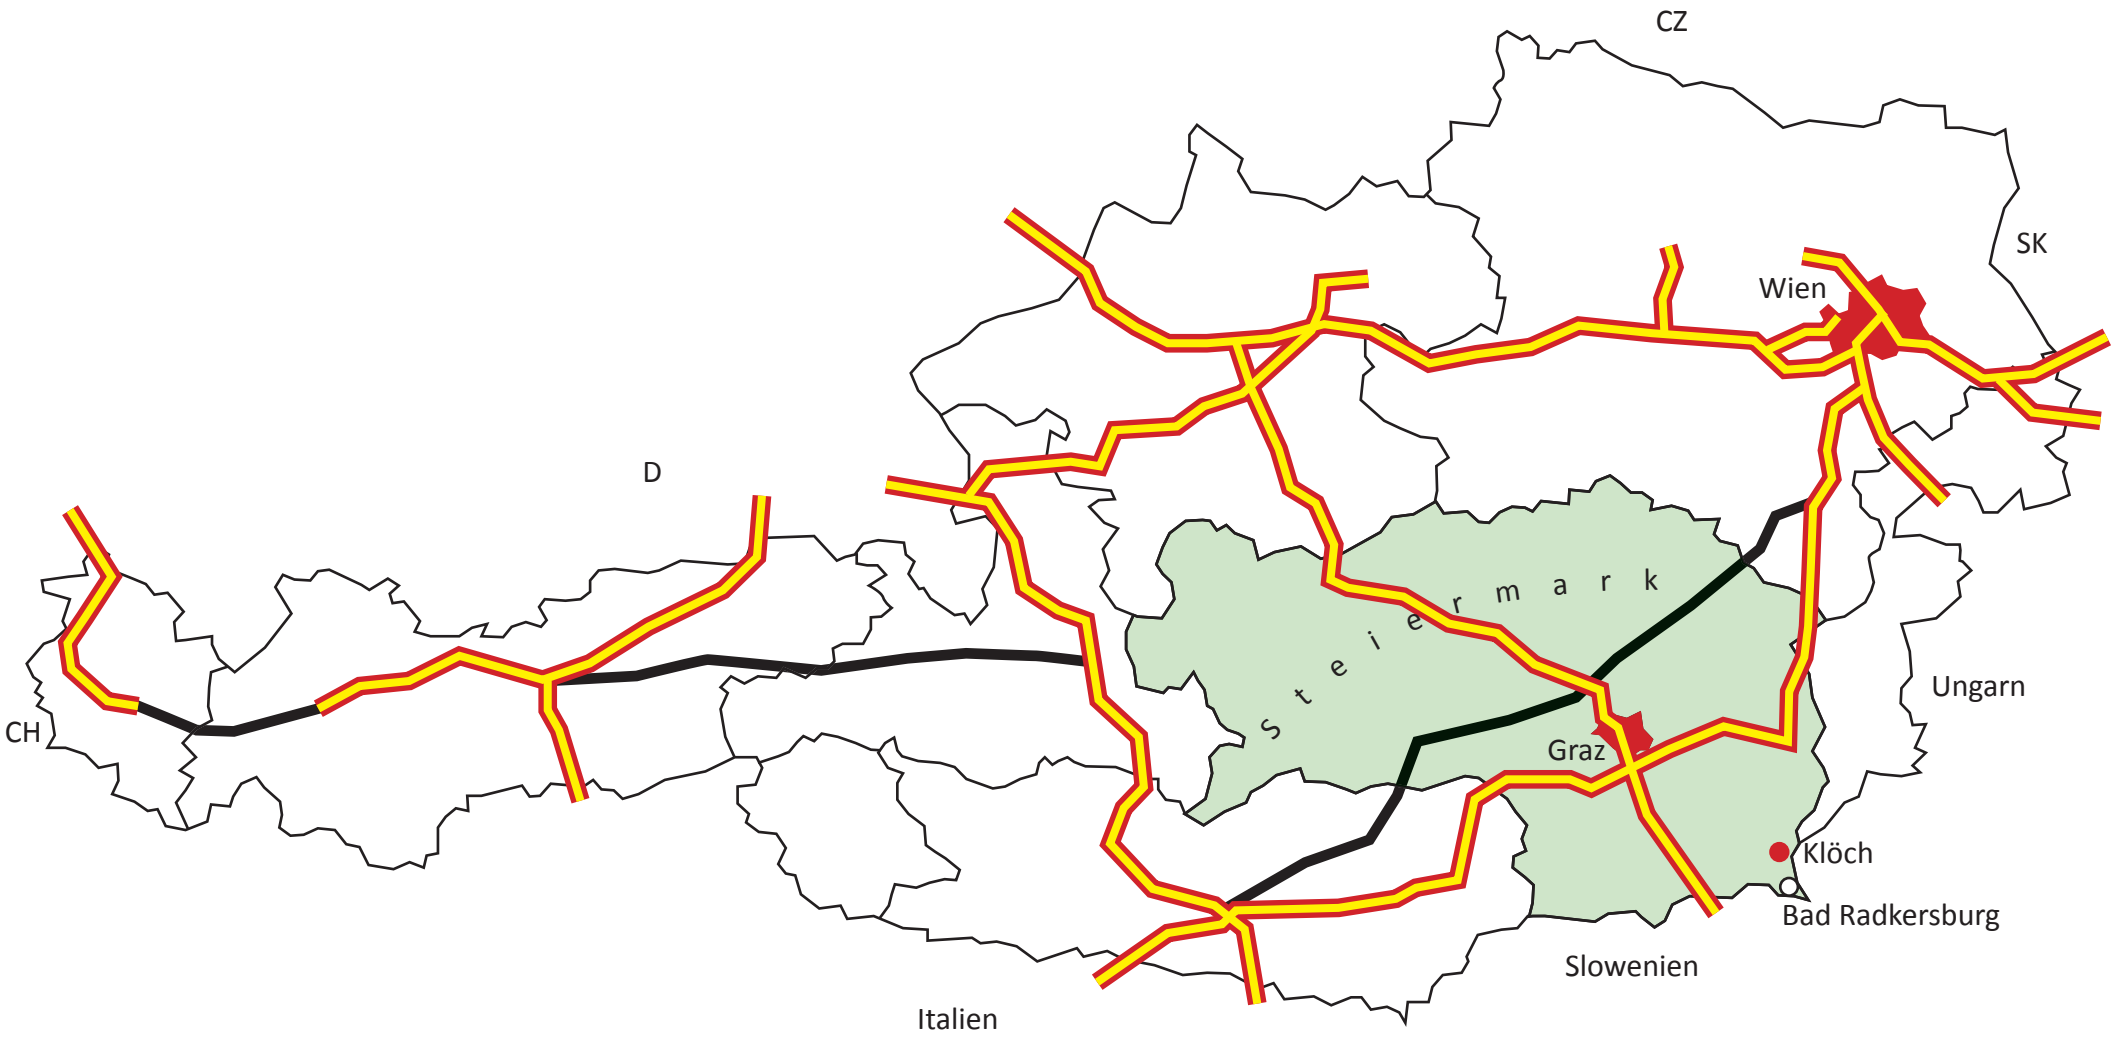 CZ
SK
Wien
D
Steiermark
Ungarn
CH
Graz
Klöch
Bad Radkersburg
Slowenien
Italien